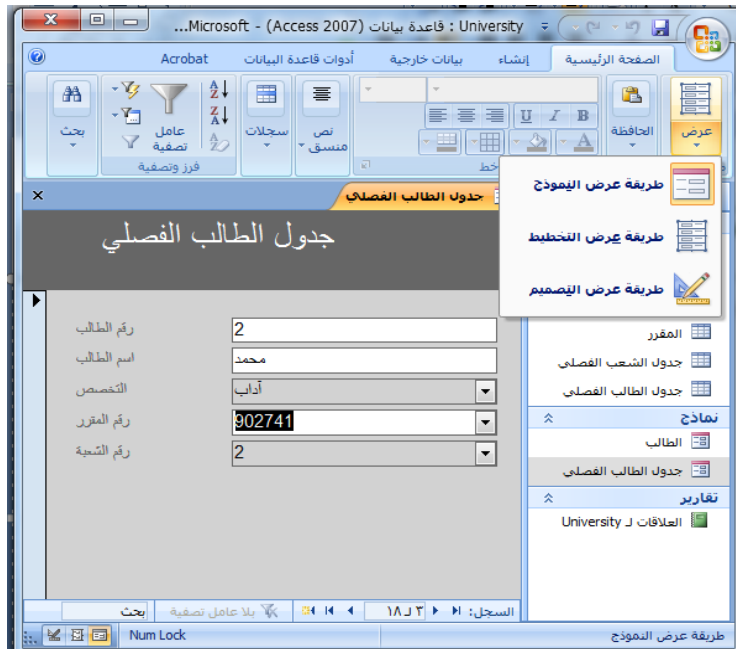 University : قاعدة بيانات (Access 2007) - Microsoft...
الصفحة الرئيسية
إنشاء
بيانات خارجية
أدوات قاعدة البيانات
Acrobat
عرض
الحافظة
B I U
A
خط
نص منسق
سجلات
عامل تصفية
فرز وتصفية
بحث
طريقة عرض النموذج
طريقة عرض التخطيط
طريقة عرض التصميم
جدول الطالب الفصلي
جدول الطالب الفصلي
رقم الطالب
2
اسم الطالب
محمد
التخصص
آداب
رقم المقرر
902741
رقم الشعبة
2
المقرر
جدول الشعب الفصلي
جدول الطالب الفصلي
نماذج
الطالب
جدول الطالب الفصلي
تقارير
العلاقات لـ University
السجل: ٣ لـ ١٨
بلا عامل تصفية
بحث
طريقة عرض النموذج
Num Lock